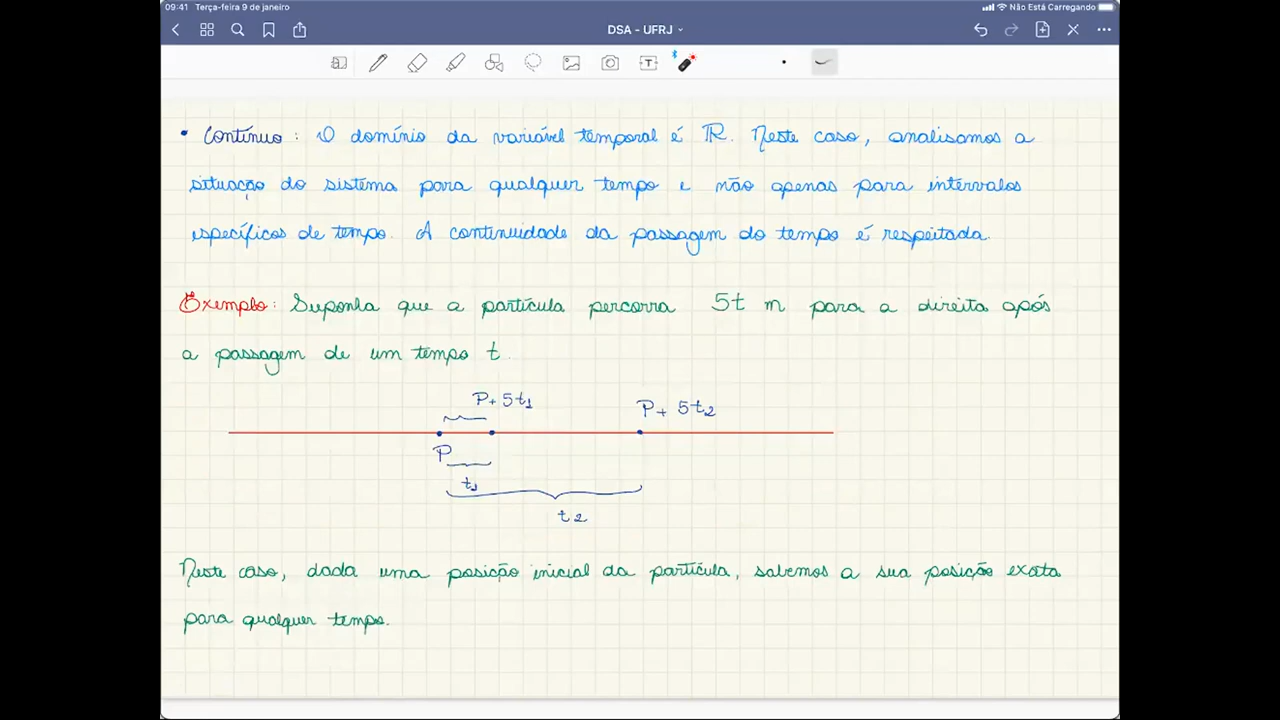 09:41 Terça-feira 9 de janeiro
Não Está Carregando
DSA - UFRJ
T
• Contínuo: O domínio da variável temporal é ℝ. Neste caso, analisamos a
situação do sistema para qualquer tempo e não apenas para intervalos
específicos de tempo. A continuidade da passagem do tempo é respeitada.
Exemplo: Suponha que a partícula percorra 5t m para a direita após
a passagem de um tempo t.
P+ 5t1
P+ 5t2
P
t1
t2
Neste caso, dada uma posição inicial da partícula, sabemos a sua posição exata
para qualquer tempo.